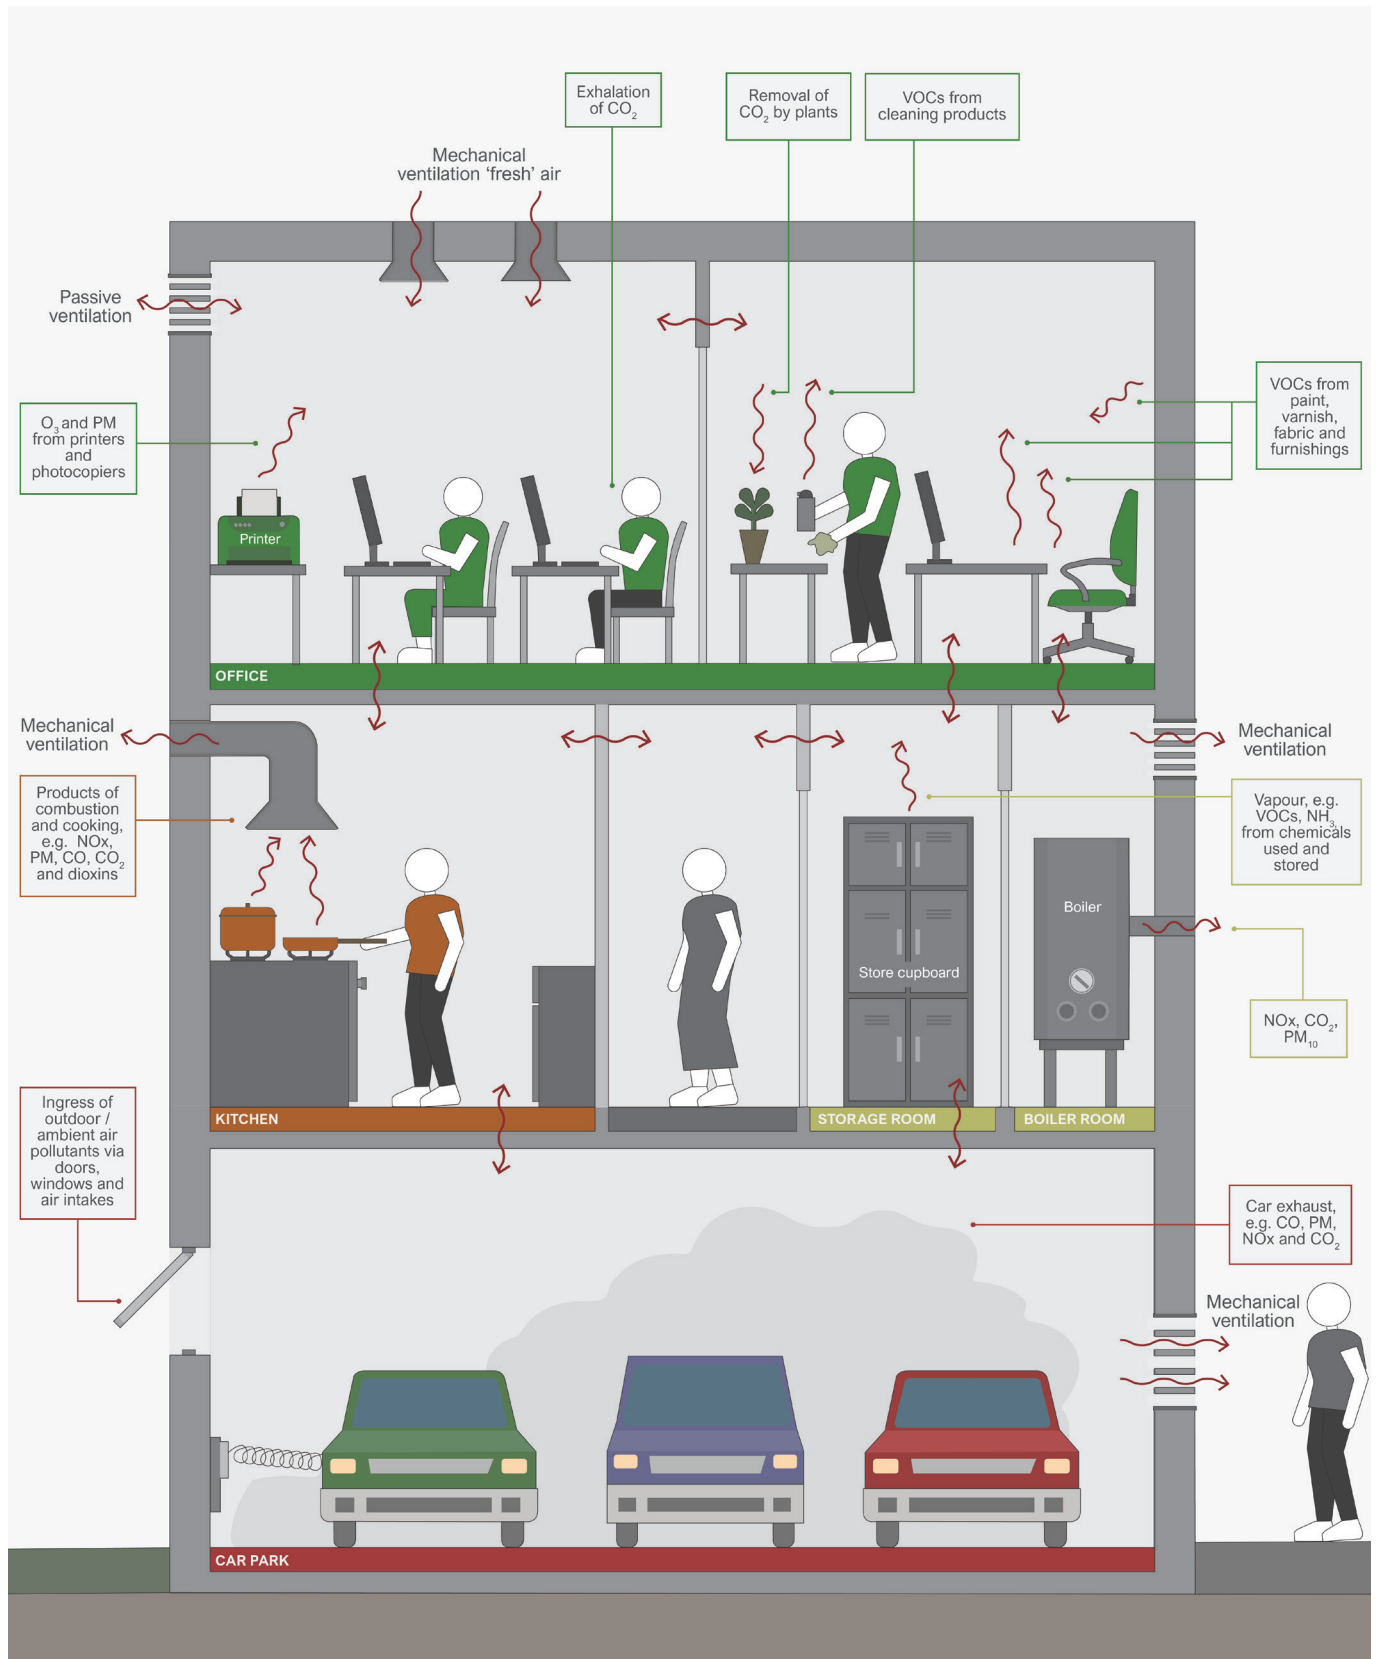 Exhalation
of CO₂
Removal of
CO₂ by plants
VOCs from
cleaning products
Mechanical
ventilation ‘fresh’ air
Passive
ventilation
O₃ and PM
from printers
and
photocopiers
VOCs from
paint,
varnish,
fabric and
furnishings
Printer
OFFICE
Mechanical
ventilation
Mechanical
ventilation
Products of
combustion
and cooking,
e.g. NOx,
PM, CO, CO₂
and dioxins
Vapour, e.g.
VOCs, NH₃,
from chemicals
used and
stored
Boiler
Store cupboard
NOx, CO₂,
PM₁₀
KITCHEN
STORAGE ROOM
BOILER ROOM
Ingress of
outdoor /
ambient air
pollutants via
doors,
windows and
air intakes
Car exhaust,
e.g. CO, PM,
NOx and CO₂
Mechanical
ventilation
CAR PARK